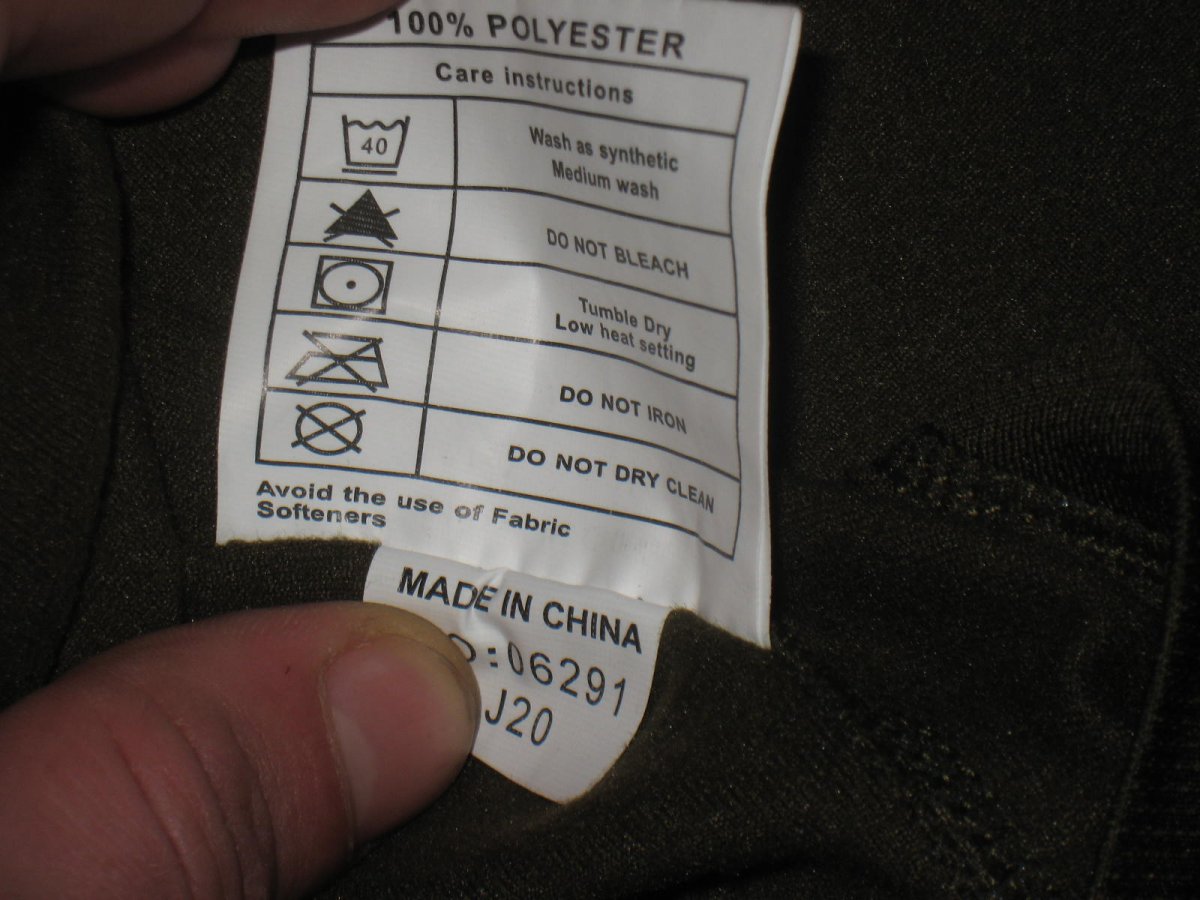 100% POLYESTER
Care instructions
40
Wash as synthetic
Medium wash
DO NOT BLEACH
Tumble Dry
Low heat setting
DO NOT IRON
DO NOT DRY CLEAN
Avoid the use of Fabric
Softeners
MADE IN CHINA
:06291
J20